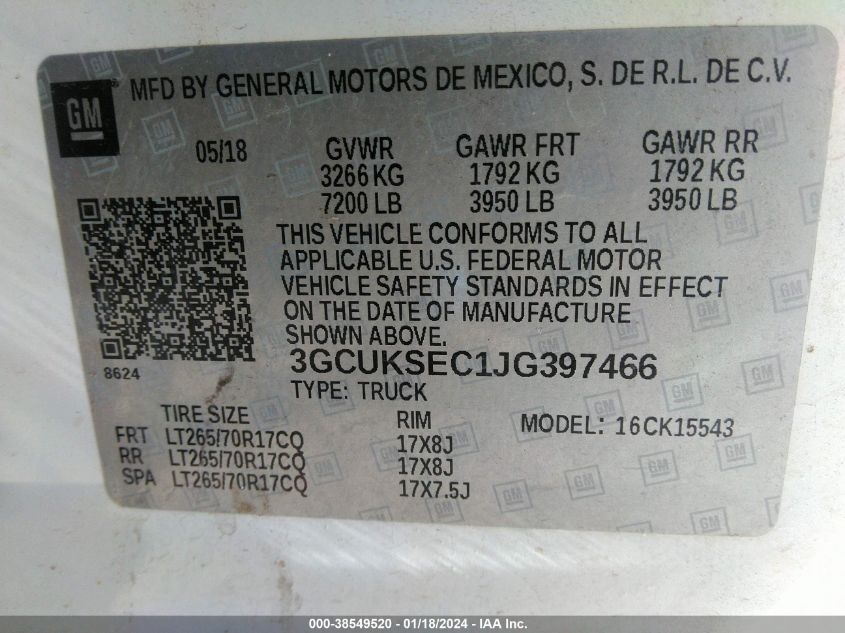 GM
MFD BY GENERAL MOTORS DE MEXICO, S. DE R.L. DE C.V.
05/18 GVWR GAWR FRT GAWR RR
3266 KG 1792 KG 1792 KG
7200 LB 3950 LB 3950 LB
THIS VEHICLE CONFORMS TO ALL
APPLICABLE U.S. FEDERAL MOTOR
VEHICLE SAFETY STANDARDS IN EFFECT
ON THE DATE OF MANUFACTURE
SHOWN ABOVE.
8624
3GCUKSEC1JG397466
TYPE: TRUCK
TIRE SIZE RIM MODEL: 16CK15543
FRT LT265/70R17CQ 17X8J
RR LT265/70R17CQ 17X8J
SPA LT265/70R17CQ 17X7.5J
000-38549520 - 01/18/2024 - IAAI.COM